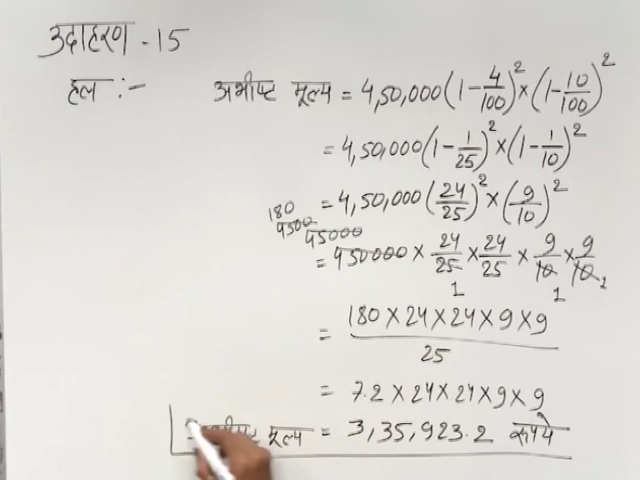 उदाहरण - 15
हल :- अभीष्ट मूल्य = 4,50,000(1-4/100)²×(1-10/100)²
= 4,50,000(1-1/25)²×(1-1/10)²
= 4,50,000(24/25)²×(9/10)²
180
4500
45000
= 450000 × 24/25 × 24/25 × 9/10 × 9/10
1 1 1
= 180×24×24×9×9/25
= 7.2×24×24×9×9
मूल्य = 3,35,923.2 रूपये